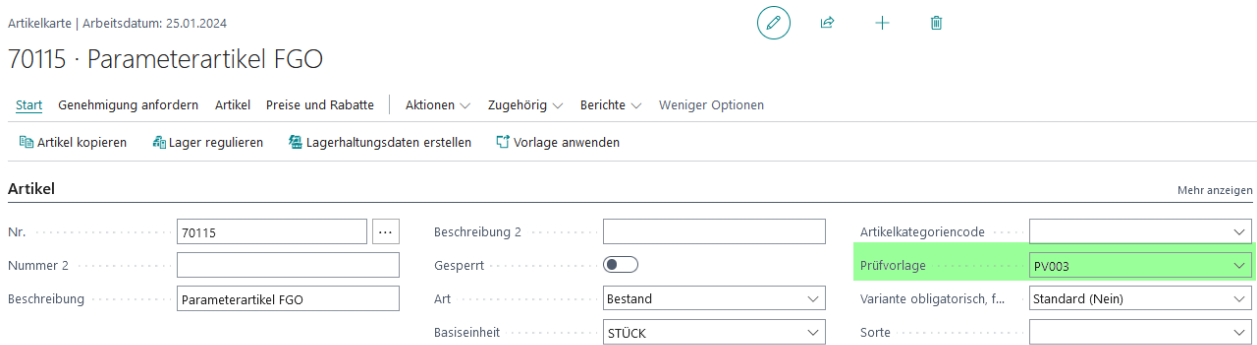 Artikelkarte | Arbeitsdatum: 25.01.2024
70115 · Parameterartikel FGO
Start Genehmigung anfordern Artikel Preise und Rabatte Aktionen Zugehörig Berichte Weniger Optionen
Artikel kopieren Lager regulieren Lagerhaltungsdaten erstellen Vorlage anwenden
Artikel Mehr anzeigen
Nr. 70115 ... Beschreibung 2 Artikelkategoriencode
Nummer 2 Gesperrt Prüfvorlage PV003
Beschreibung Parameterartikel FGO Art Bestand Variante obligatorisch, f... Standard (Nein)
Basiseinheit STÜCK Sorte